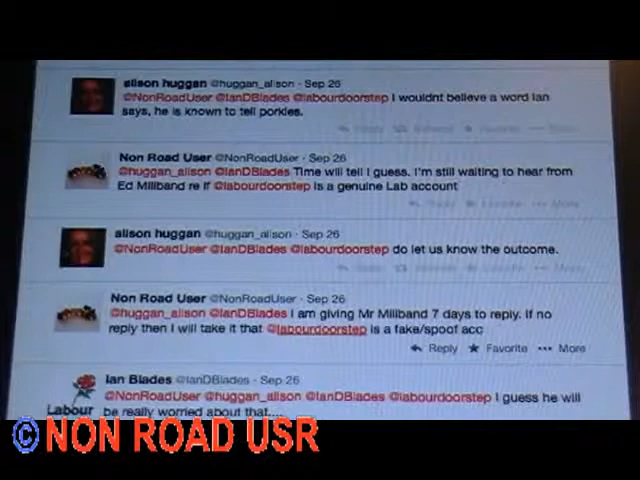 alison huggan @huggan_alison · Sep 26
@NonRoadUser @IanDBlades @labourdoorstep I wouldnt believe a word Ian
says, he is known to tell porkies.
Reply Retweet Favorite More
Non Road User @NonRoadUser · Sep 26
@huggan_alison @IanDBlades Time will tell I guess. I'm still waiting to hear from
Ed Miliband re if @labourdoorstep is a genuine Lab account
Reply Favorite More
alison huggan @huggan_alison · Sep 26
@NonRoadUser @IanDBlades @labourdoorstep do let us know the outcome.
Reply Retweet Favorite More
Non Road User @NonRoadUser · Sep 26
@huggan_alison @IanDBlades I am giving Mr Miliband 7 days to reply. If no
reply then I will take it that @labourdoorstep is a fake/spoof acc
Reply Favorite More
Ian Blades @IanDBlades · Sep 26
@NonRoadUser @huggan_alison @IanDBlades @labourdoorstep I guess he will
Labour be really worried about that....
©NON ROAD USR